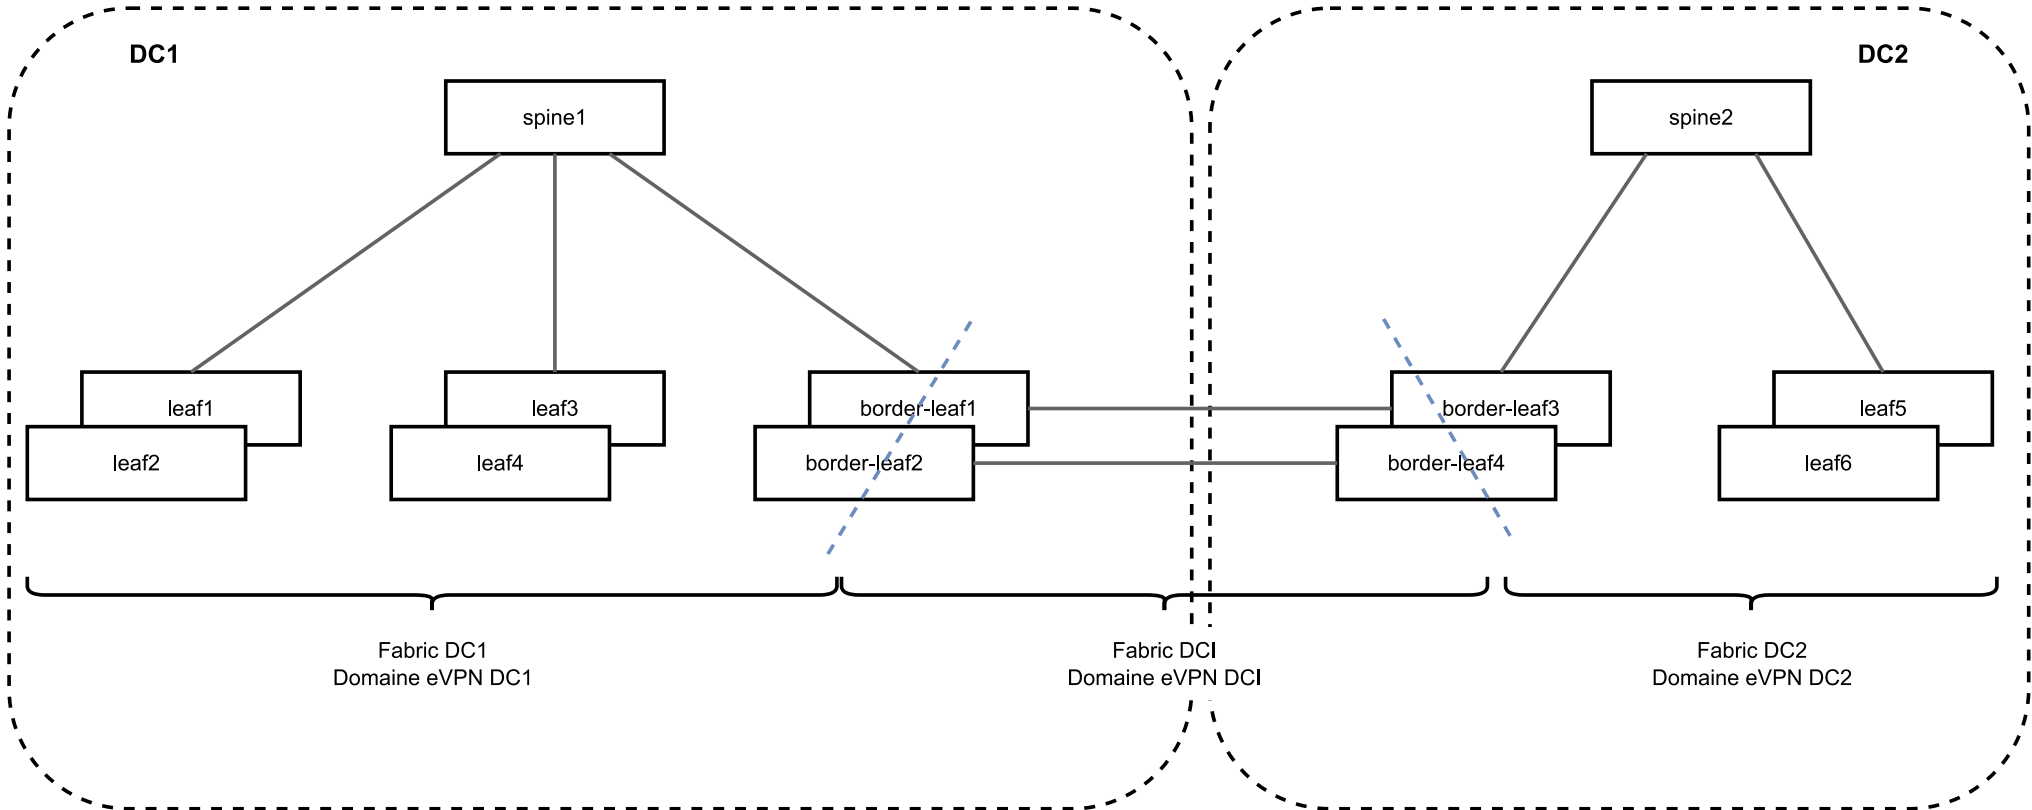 DC1
DC2
spine1
spine2
leaf1
leaf3
border-leaf1
border-leaf3
leaf5
leaf2
leaf4
border-leaf2
border-leaf4
leaf6
Fabric DC1
Domaine eVPN DC1
Fabric DCI
Domaine eVPN DCI
Fabric DC2
Domaine eVPN DC2